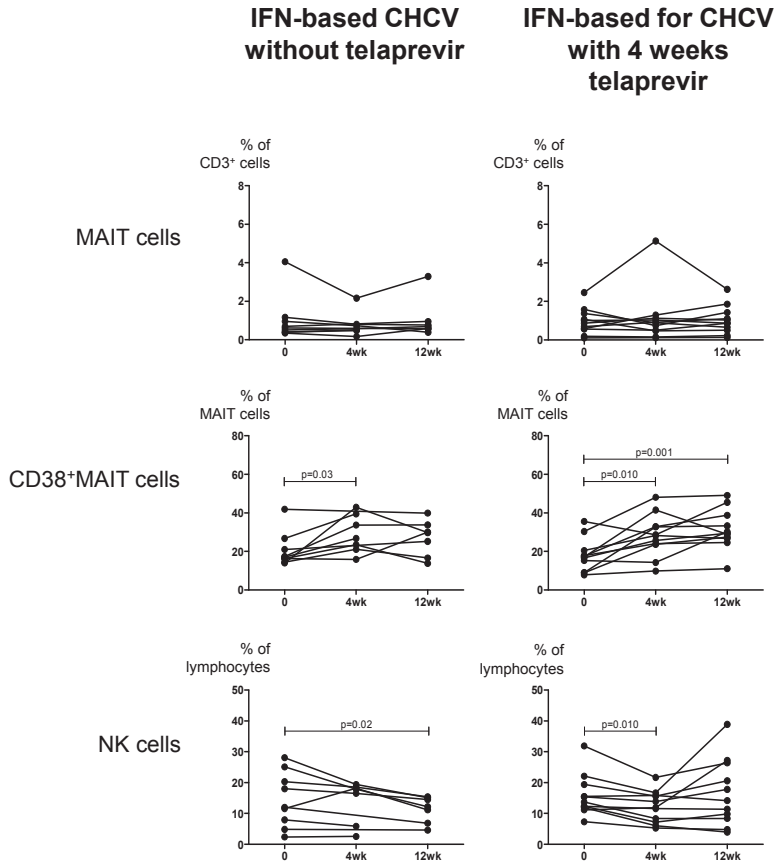 IFN-based CHCV
without telaprevir
IFN-based for CHCV
with 4 weeks
telaprevir
MAIT cells
% of
CD3⁺ cells
8
6
4
2
0
0 4wk 12wk
% of
CD3⁺ cells
8
6
4
2
0
0 4wk 12wk
CD38⁺MAIT cells
% of
MAIT cells
80
60
40
20
0
p=0.03
0 4wk 12wk
% of
MAIT cells
80
60
40
20
0
p=0.001
p=0.010
0 4wk 12wk
NK cells
% of
lymphocytes
50
40
30
20
10
0
p=0.02
0 4wk 12wk
% of
lymphocytes
50
40
30
20
10
0
p=0.010
0 4wk 12wk